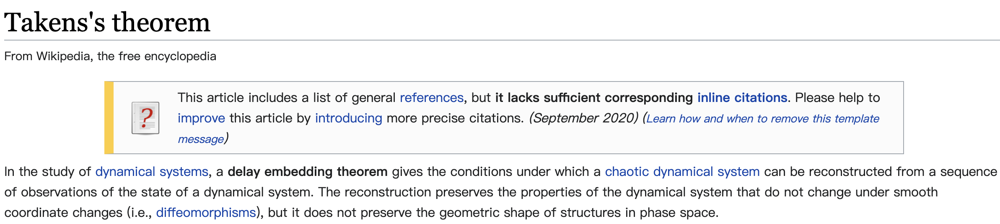 Takens's theorem
From Wikipedia, the free encyclopedia
This article includes a list of general references, but it lacks sufficient corresponding inline citations. Please help to
improve this article by introducing more precise citations. (September 2020) (Learn how and when to remove this template
message)
In the study of dynamical systems, a delay embedding theorem gives the conditions under which a chaotic dynamical system can be reconstructed from a sequence
of observations of the state of a dynamical system. The reconstruction preserves the properties of the dynamical system that do not change under smooth
coordinate changes (i.e., diffeomorphisms), but it does not preserve the geometric shape of structures in phase space.